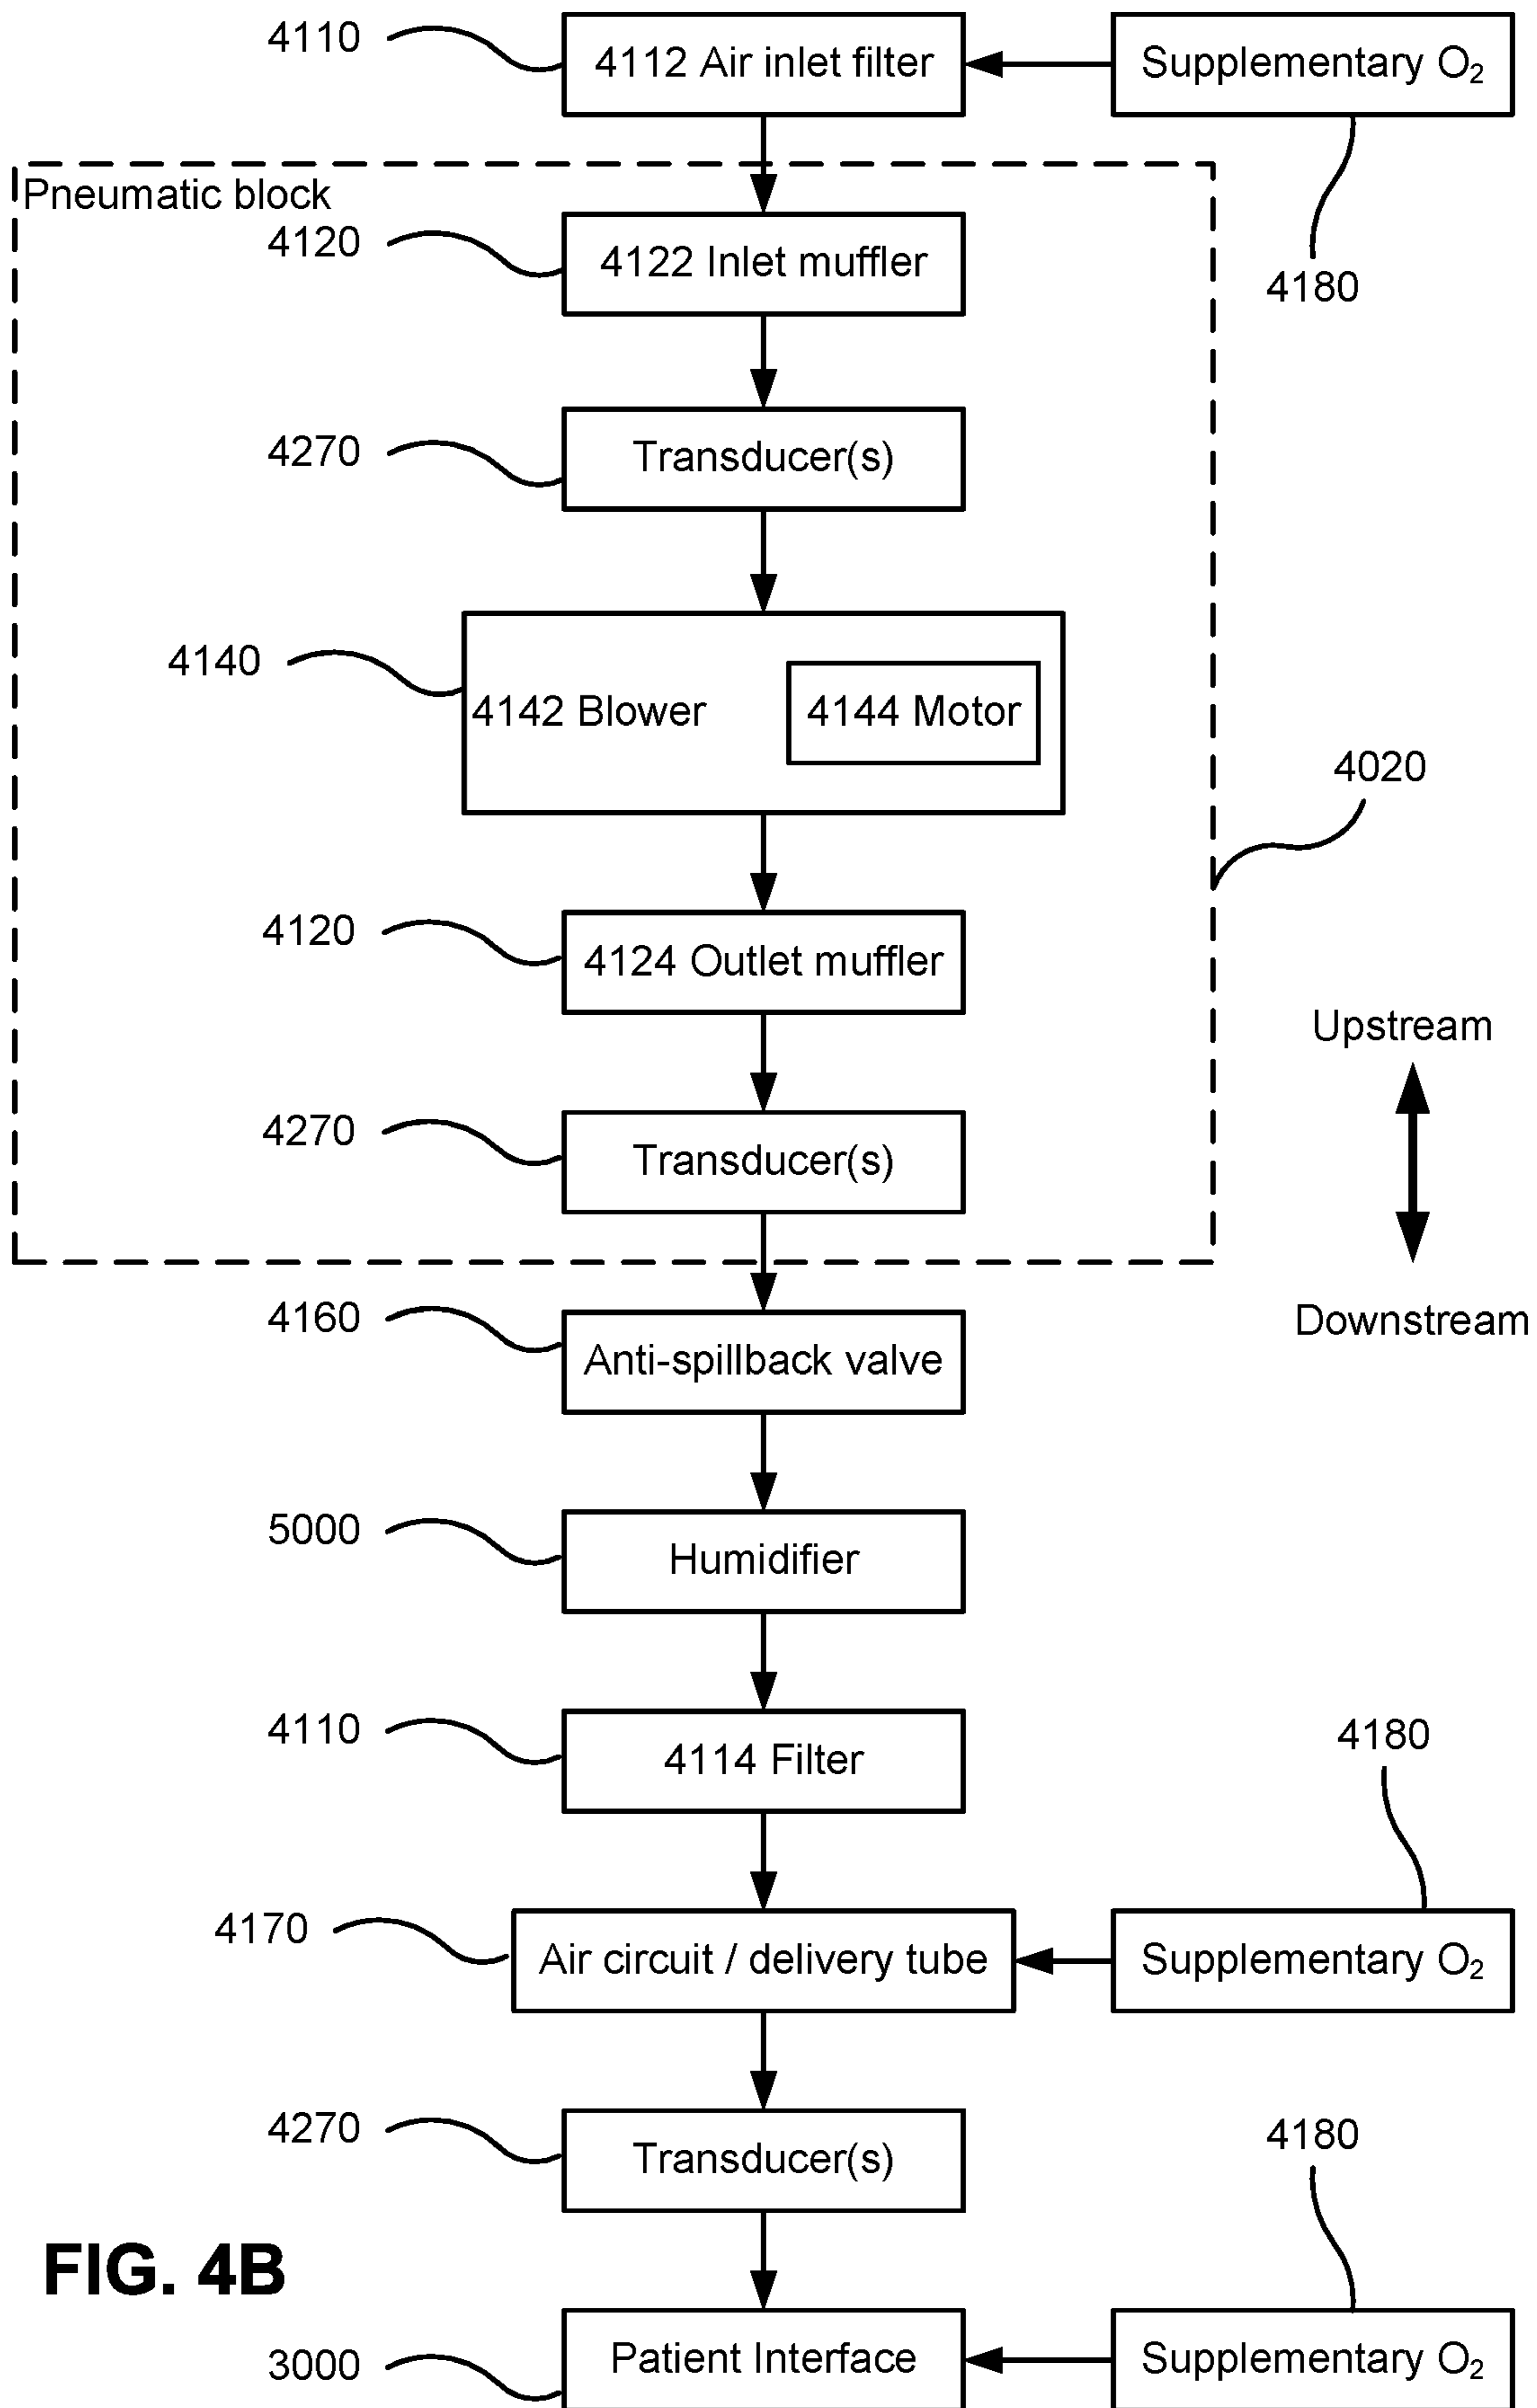 4110
4112 Air inlet filter
Supplementary O₂
Pneumatic block
4120
4122 Inlet muffler
4180
4270
Transducer(s)
4140
4142 Blower
4144 Motor
4020
4120
4124 Outlet muffler
Upstream
4270
Transducer(s)
4160
Anti-spillback valve
Downstream
5000
Humidifier
4110
4114 Filter
4180
4170
Air circuit / delivery tube
Supplementary O₂
4270
Transducer(s)
4180
FIG. 4B
3000
Patient Interface
Supplementary O₂